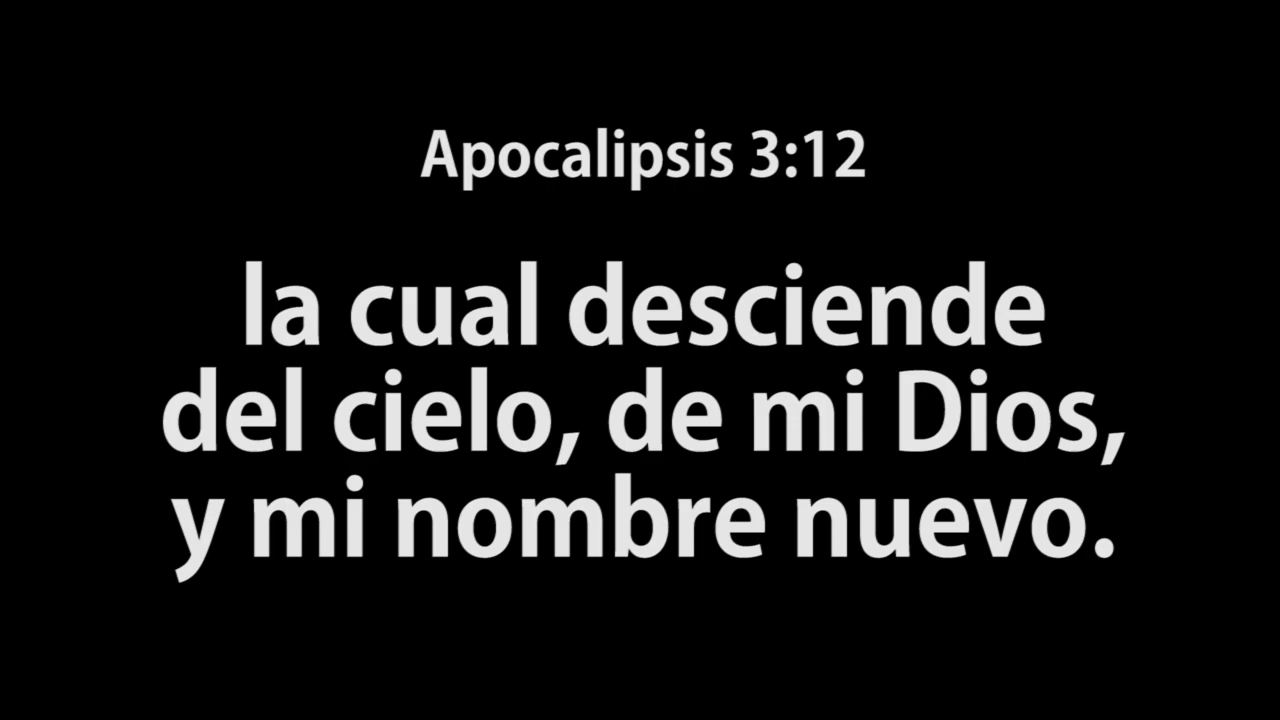 Apocalipsis 3:12
la cual desciende
del cielo, de mi Dios,
y mi nombre nuevo.